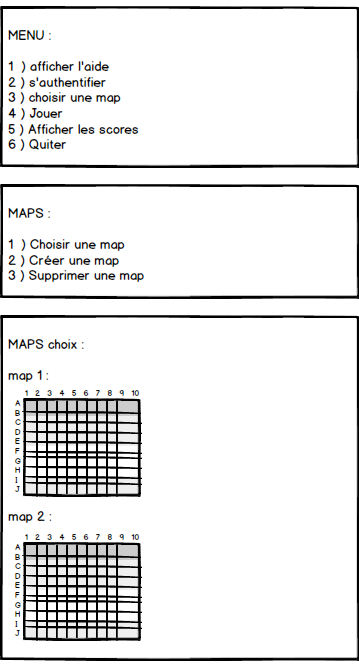 MENU :
1 ) afficher l'aide
2 ) s'authentifier
3 ) choisir une map
4 ) Jouer
5 ) Afficher les scores
6 ) Quiter
MAPS :
1 ) Choisir une map
2 ) Créer une map
3 ) Supprimer une map
MAPS choix :
map 1 :
1 2 3 4 5 6 7 8 9 10
A
B
C
D
E
F
G
H
I
J
map 2 :
1 2 3 4 5 6 7 8 9 10
A
B
C
D
E
F
G
H
I
J